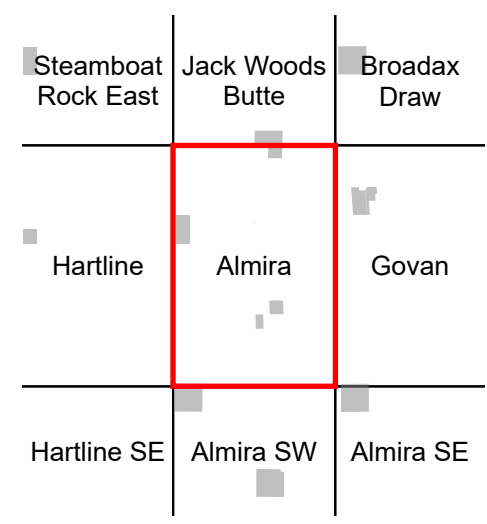 Steamboat
Rock East
Jack Woods
Butte
Broadax
Draw
Hartline
Almira
Govan
Hartline SE
Almira SW
Almira SE